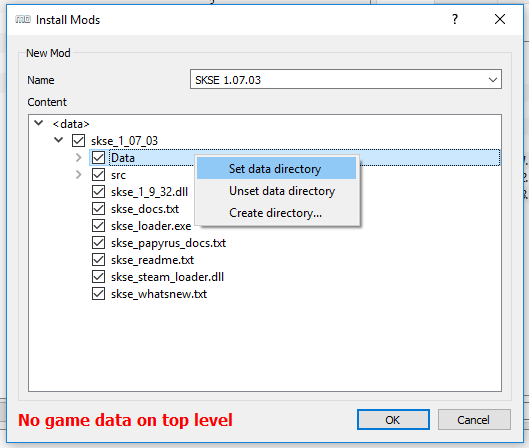 Install Mods
New Mod
Name
SKSE 1.07.03
Content
<data>
skse_1_07_03
Data
Set data directory
src
Unset data directory
skse_1_9_32.dll
skse_docs.txt
Create directory...
skse_loader.exe
skse_papyrus_docs.txt
skse_readme.txt
skse_steam_loader.dll
skse_whatsnew.txt
No game data on top level
OK
Cancel